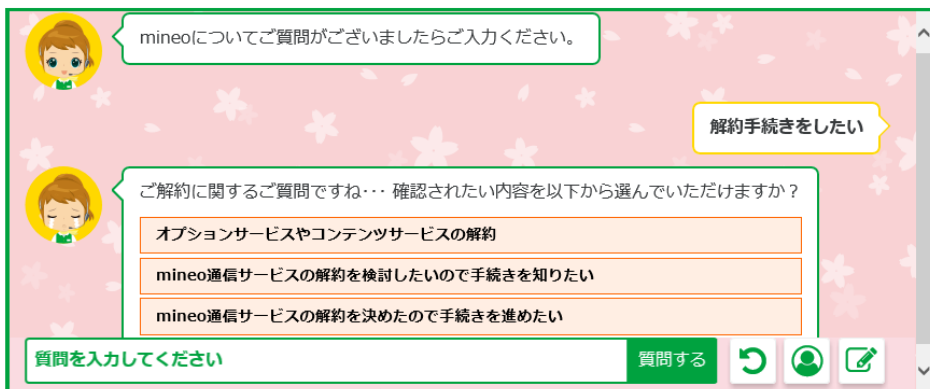 mineoについてご質問がございましたらご入力ください。
解約手続きをしたい
ご解約に関するご質問ですね･･･ 確認されたい内容を以下から選んでいただけますか？
オプションサービスやコンテンツサービスの解約
mineo通信サービスの解約を検討したいので手続きを知りたい
mineo通信サービスの解約を決めたので手続きを進めたい
質問を入力してください
質問する